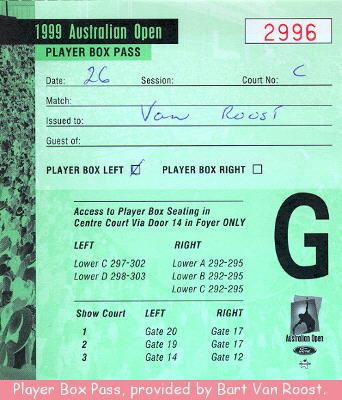 1999 Australian Open
2996
PLAYER BOX PASS
Date: 26 Session: Court No.: C
Match:
Issued to: Van Roost
Guest of:
PLAYER BOX LEFT PLAYER BOX RIGHT
Access to Player Box Seating in
Centre Court Via Door 14 in Foyer ONLY
LEFT RIGHT
Lower C 297-302 Lower A 292-295
Lower D 298-303 Lower B 292-295
Lower C 292-295
G
Show Court LEFT RIGHT
1 Gate 20 Gate 17
2 Gate 19 Gate 17
3 Gate 14 Gate 12
Australian Open
Ford
Player Box Pass, provided by Bart Van Roost.